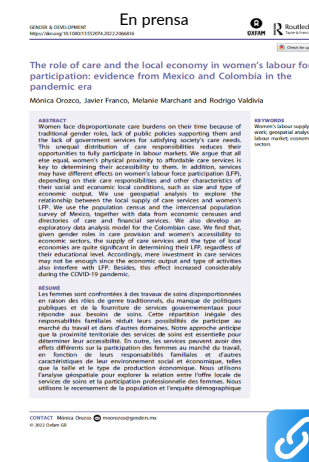 En prensa
GENDER & DEVELOPMENT
https://doi.org/10.1080/13552074.2022.2066816
OXFAM
Routled
Taylor & Franc
Check for up
The role of care and the local economy in women's labour fo
participation: evidence from Mexico and Colombia in the
pandemic era
Mónica Orozco, Javier Franco, Melanie Marchant and Rodrigo Valdivia
ABSTRACT
Women face disproportionate care burdens on their time because of
traditional gender roles, lack of public policies supporting them and
the lack of government services for satisfying society's care needs.
This unequal distribution of care responsibilities reduces their
opportunities to fully participate in labour markets. We argue that all
else equal, women's physical proximity to affordable care services is
key to determining their accessibility to them. In addition, services
may have different effects on women's labour force participation (LFP),
depending on their care responsibilities and other characteristics of
their social and economic local conditions, such as size and type of
economic output. We use geospatial analysis to explore the
relationship between the local supply of care services and women's
LFP. We use the population census and the intercensal population
survey of Mexico, together with data from economic censuses and
directories of care and financial services. We also develop an
exploratory data analysis model for the Colombian case. We find that,
given gender roles in care provision and women's accessibility to
economic sectors, the supply of care services and the type of local
economies are quite significant in determining their LFP, regardless of
their educational level. Accordingly, mere investment in care services
may not be enough since the economic output and type of activities
also interfere with LFP. Besides, this effect increased considerably
during the COVID-19 pandemic.
KEYWORDS
Women's labour supply
work; geospatial analys
labour market; econom
sectors
RÉSUMÉ
Les femmes sont confrontées à des travaux de soins disproportionnées
en raison des rôles de genre traditionnels, du manque de politiques
publiques et de la fourniture de services gouvernementaux pour
répondre aux besoins de soins. Cette répartition inégale des
responsabilités familiales réduit leurs possibilités de participer au
marché du travail et dans d'autres domaines. Notre approche anticipe
que la proximité territoriale des services de soins est essentielle pour
déterminer leur accessibilité. En outre, les services peuvent avoir des
effets différents sur la participation des femmes au marché du travail,
en fonction de leurs responsabilités familiales et d'autres
caractéristiques de leur environnement social et économique, telles
que la taille et le type de production économique. Nous utilisons
l'analyse géospatiale pour explorer la relation entre l'offre locale de
services de soins et la participation professionnelle des femmes. Nous
utilisons le recensement de la population et l'enquête démographique
CONTACT Mónica Orozco moorozco@genders.mx
© 2022 Oxfam GB